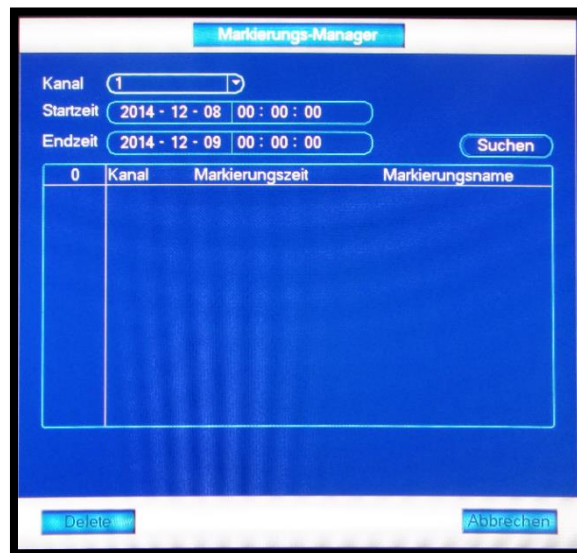 Markierungs-Manager
Kanal 1
Startzeit 2014 - 12 - 08 00 : 00 : 00
Endzeit 2014 - 12 - 09 00 : 00 : 00
Suchen
0 Kanal Markierungszeit Markierungsname
Delete Abbrechen